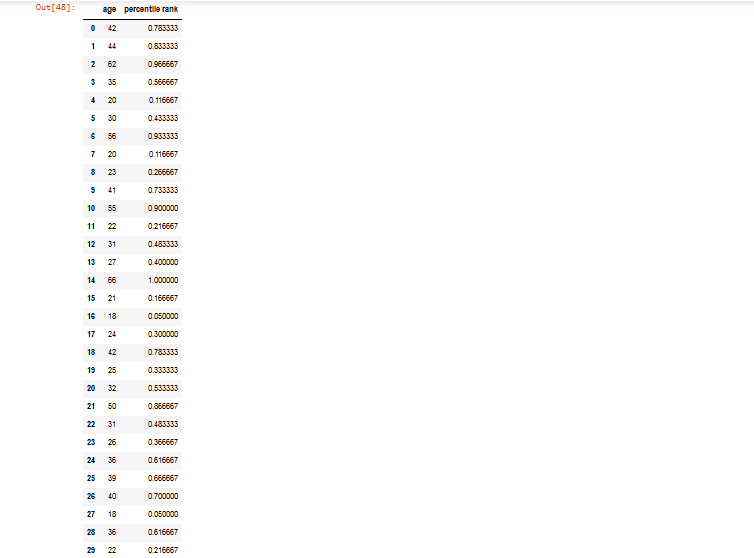 Out[48]:
age percentile rank
0 42 0.783333
1 44 0.833333
2 62 0.966667
3 35 0.566667
4 20 0.116667
5 30 0.433333
6 56 0.933333
7 20 0.116667
8 23 0.266667
9 41 0.733333
10 55 0.900000
11 22 0.216667
12 31 0.483333
13 27 0.400000
14 66 1.000000
15 21 0.166667
16 18 0.050000
17 24 0.300000
18 42 0.783333
19 25 0.333333
20 32 0.533333
21 50 0.866667
22 31 0.483333
23 26 0.366667
24 36 0.616667
25 39 0.666667
26 40 0.700000
27 18 0.050000
28 36 0.616667
29 22 0.216667